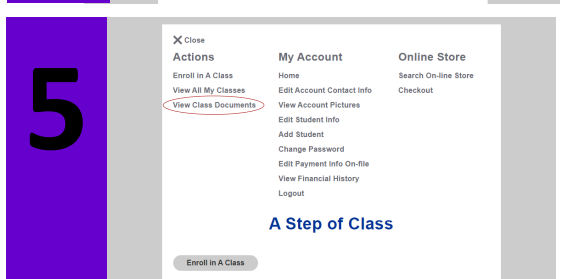 5
X Close
Actions
Enroll in A Class
View All My Classes
View Class Documents
My Account
Home
Edit Account Contact Info
View Account Pictures
Edit Student Info
Add Student
Change Password
Edit Payment Info On-file
View Financial History
Logout
Online Store
Search On-line Store
Checkout
A Step of Class
Enroll in A Class